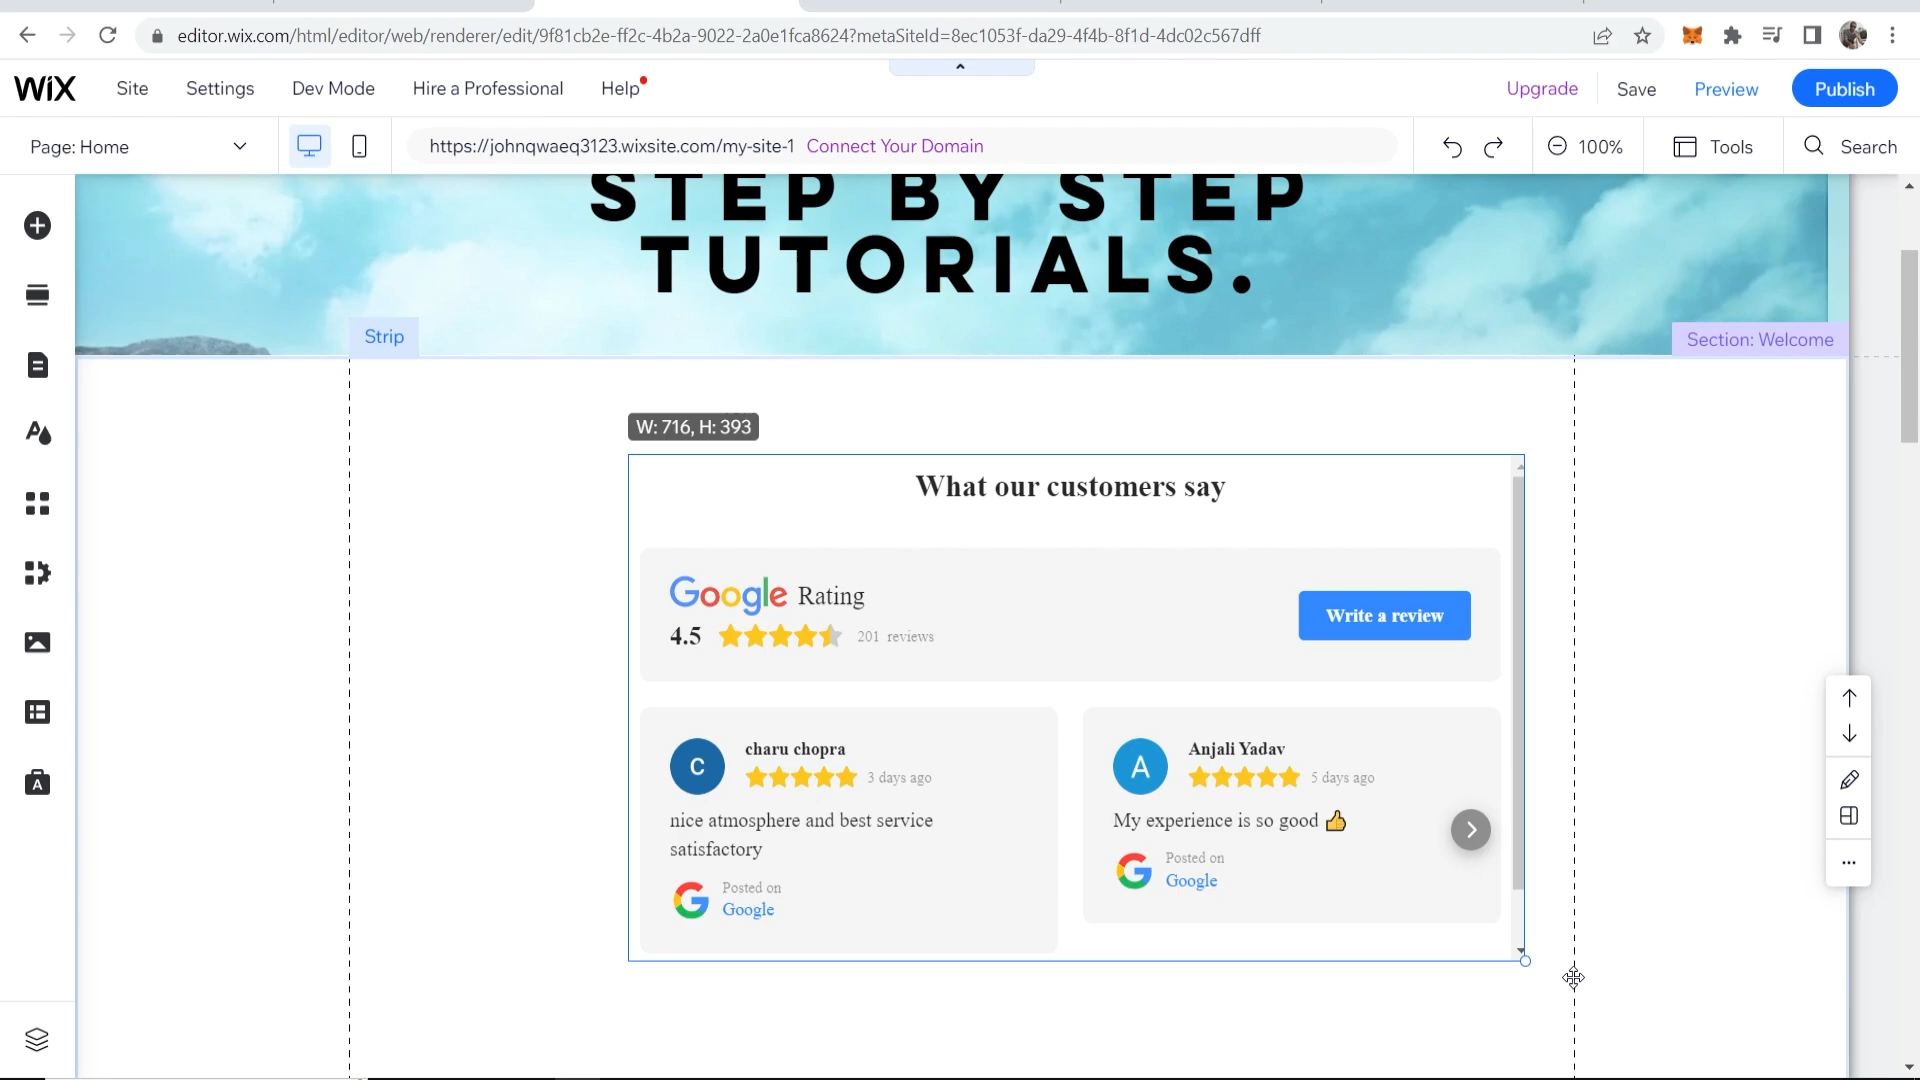 editor.wix.com/html/editor/web/renderer/edit/9f81cb2e-ff2c-4b2a-9022-2a0e1fca8624?metaSiteId=8ec1053f-da29-4f4b-8f1d-4dc02c567dff
WiX Site Settings Dev Mode Hire a Professional Help Upgrade Save Preview Publish
Page: Home https://johnqwaeq3123.wixsite.com/my-site-1 Connect Your Domain 100% Tools Search
STEP BY STEP
TUTORIALS.
Strip
Section: Welcome
W: 716, H: 393
What our customers say
Google Rating
4.5 201 reviews
Write a review
C
charu chopra
3 days ago
nice atmosphere and best service
satisfactory
Posted on
Google
A
Anjali Yadav
5 days ago
My experience is so good 👍
Posted on
Google